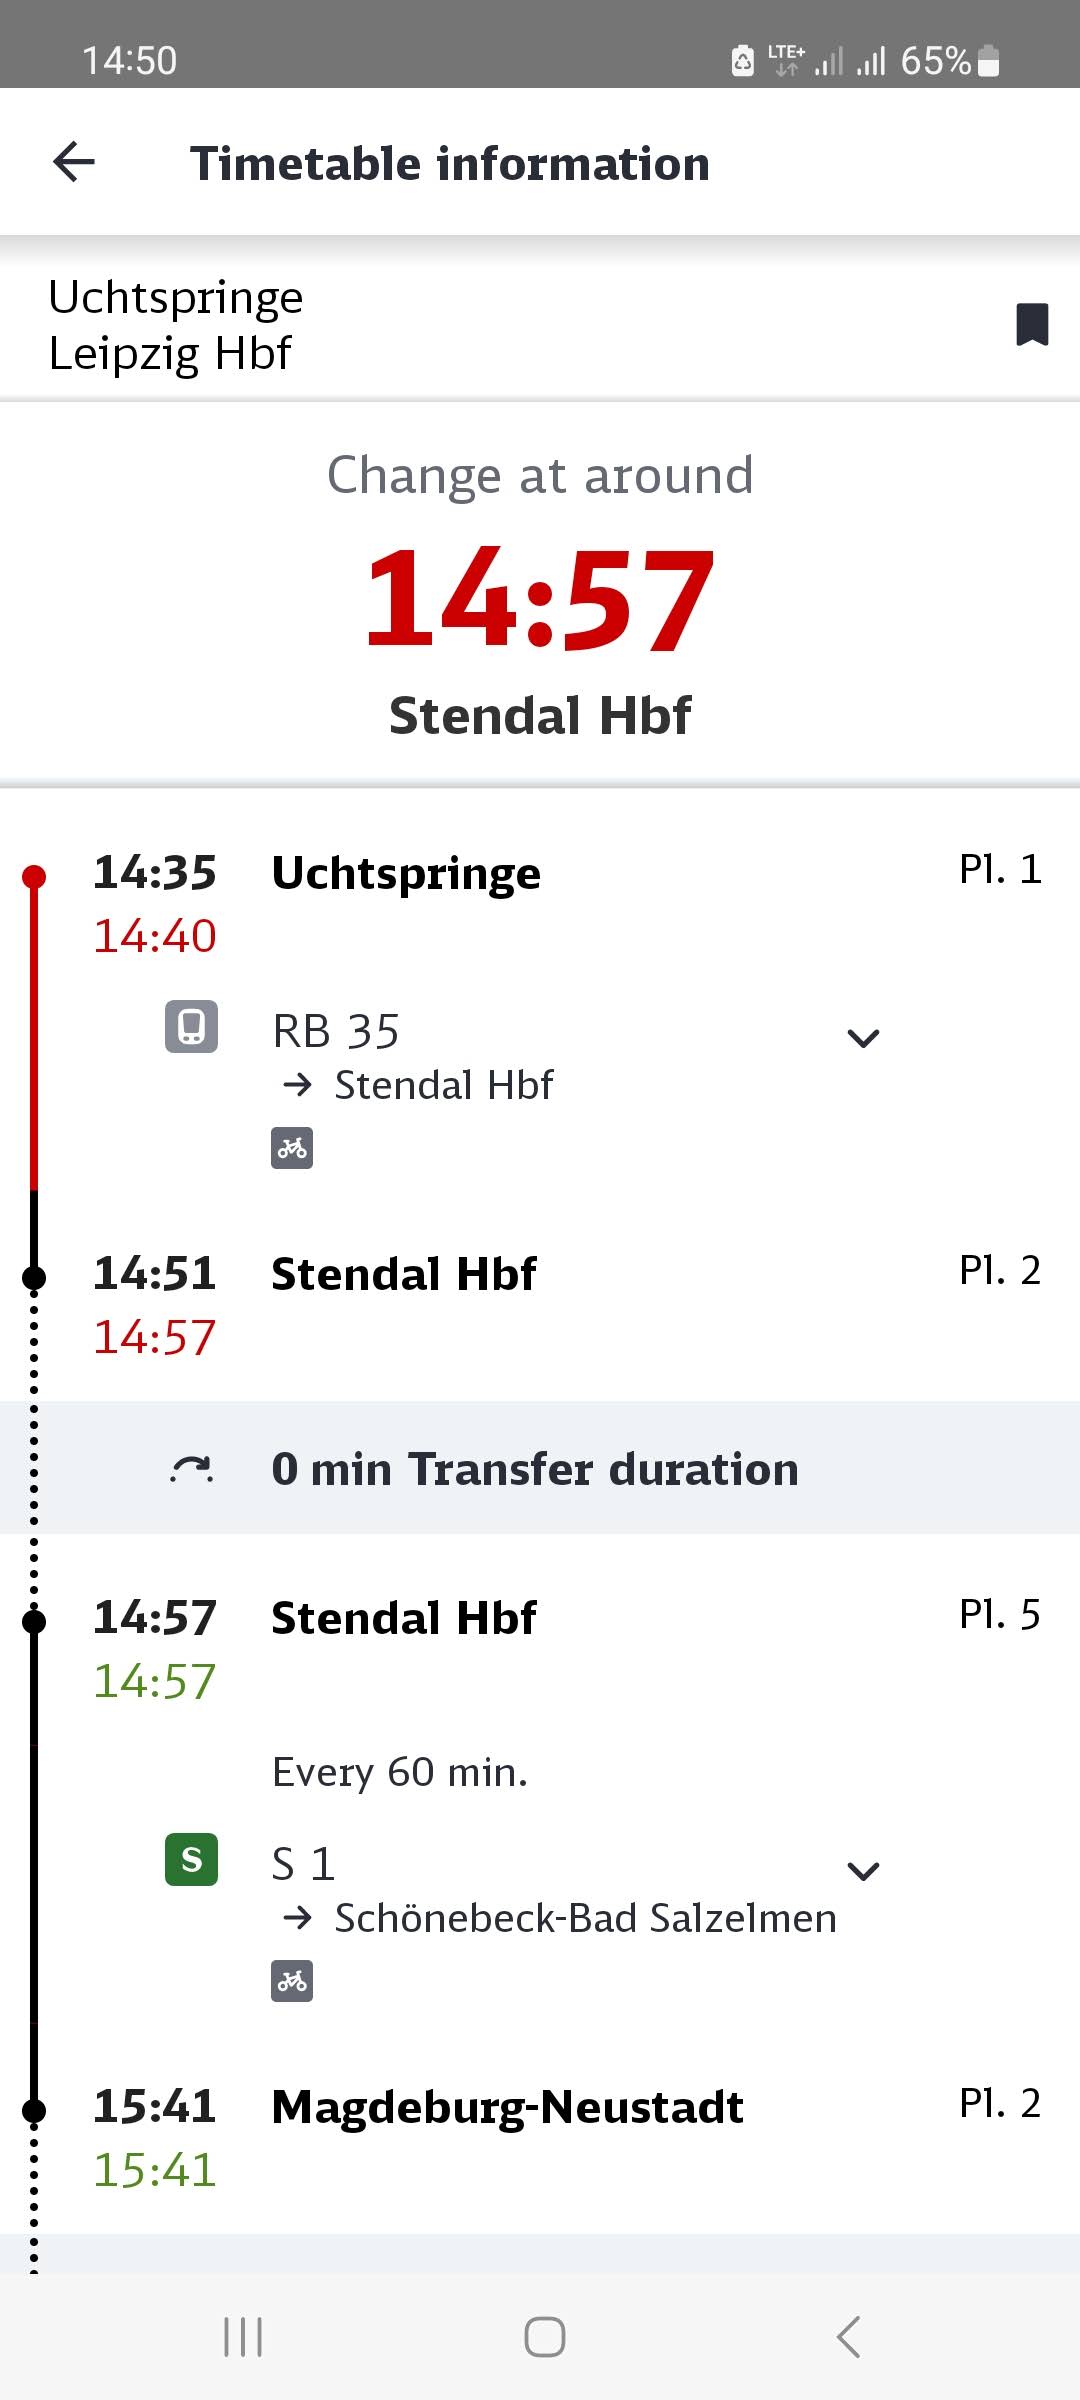 14:50 LTE+ 65%
Timetable information
Uchtspringe
Leipzig Hbf
Change at around
14:57
Stendal Hbf
14:35 Uchtspringe Pl. 1
14:40
RB 35
→ Stendal Hbf
14:51 Stendal Hbf Pl. 2
14:57
0 min Transfer duration
14:57 Stendal Hbf Pl. 5
14:57
Every 60 min.
S S 1
→ Schönebeck-Bad Salzelmen
15:41 Magdeburg-Neustadt Pl. 2
15:41